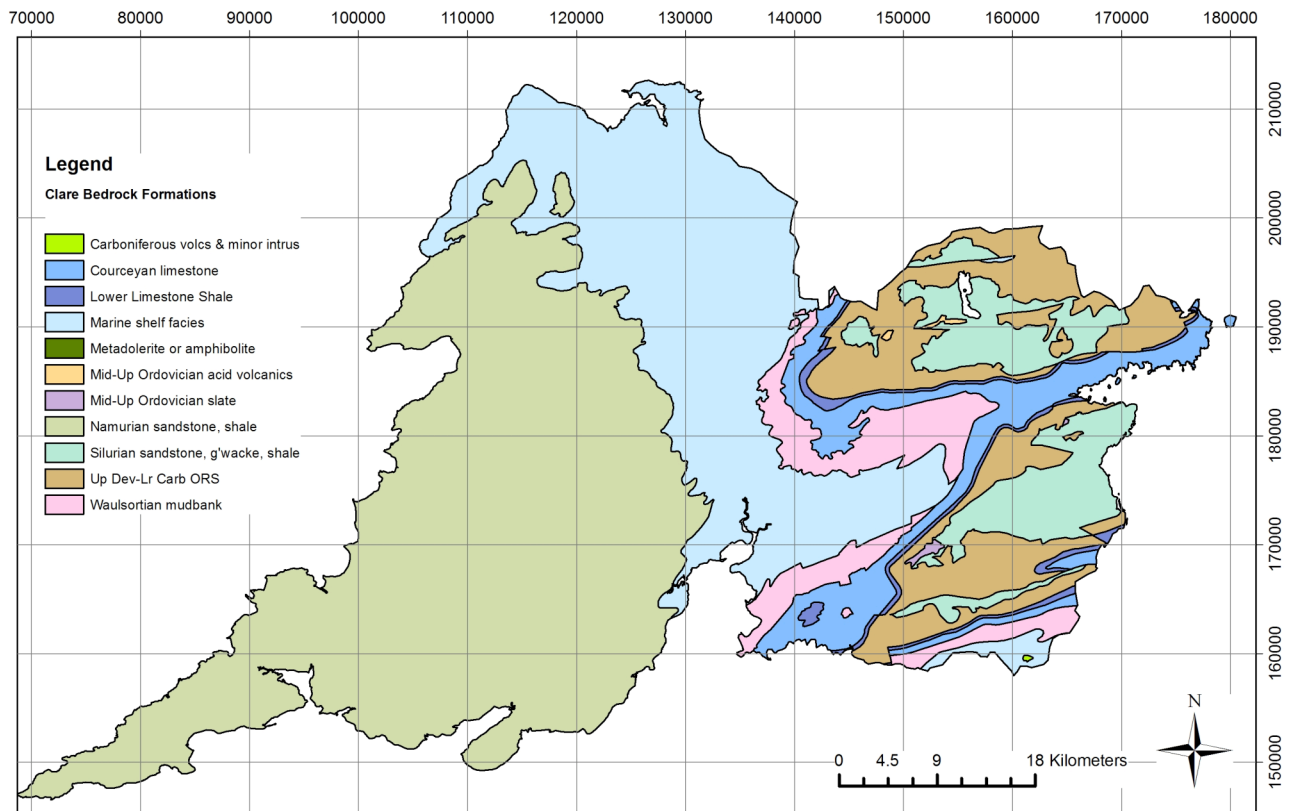 70000 80000 90000 100000 110000 120000 130000 140000 150000 160000 170000 180000
210000
200000
190000
180000
170000
160000
150000
Legend
Clare Bedrock Formations
Carboniferous volcs & minor intrus
Courceyan limestone
Lower Limestone Shale
Marine shelf facies
Metadolerite or amphibolite
Mid-Up Ordovician acid volcanics
Mid-Up Ordovician slate
Namurian sandstone, shale
Silurian sandstone, g'wacke, shale
Up Dev-Lr Carb ORS
Waulsortian mudbank
N
0 4.5 9 18 Kilometers